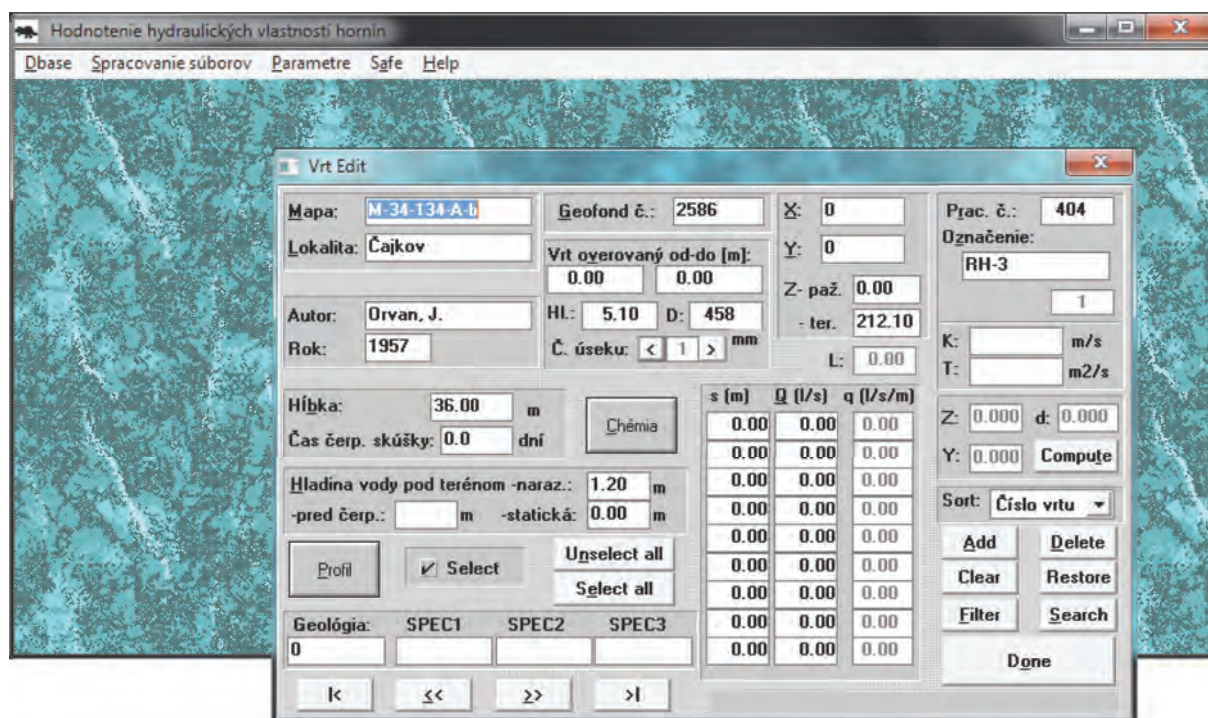 Hodnotenie hydraulických vlastností hornín
Dbase Spracovanie súborov Parametre Safe Help
Vrt Edit
Mapa: M-34-134-A-b
Lokalita: Čajkov
Autor: Orvan, J.
Rok: 1957
Geofond č.: 2586
Vrt overovaný od-do [m]:
0.00 0.00
Hl.: 5.10 D: 458
Č. úseku: < 1 > mm
X: 0
Y: 0
Z- paž. 0.00
- ter. 212.10
L: 0.00
Prac. č.: 404
Označenie:
RH-3
1
K: m/s
T: m2/s
Hĺbka: 36.00 m
Čas čerp. skúšky: 0.0 dní
Chémia
Hladina vody pod terénom -naraz.: 1.20 m
-pred čerp.: m -statická: 0.00 m
Profil
Select
Unselect all
Select all
Geológia: SPEC1 SPEC2 SPEC3
0
|< << >> >|
s (m) Q (l/s) q (l/s/m)
0.00 0.00 0.00
0.00 0.00 0.00
0.00 0.00 0.00
0.00 0.00 0.00
0.00 0.00 0.00
0.00 0.00 0.00
0.00 0.00 0.00
0.00 0.00 0.00
0.00 0.00 0.00
Z: 0.000 d: 0.000
Y: 0.000 Compute
Sort: Číslo vrtu
Add Delete
Clear Restore
Filter Search
Done